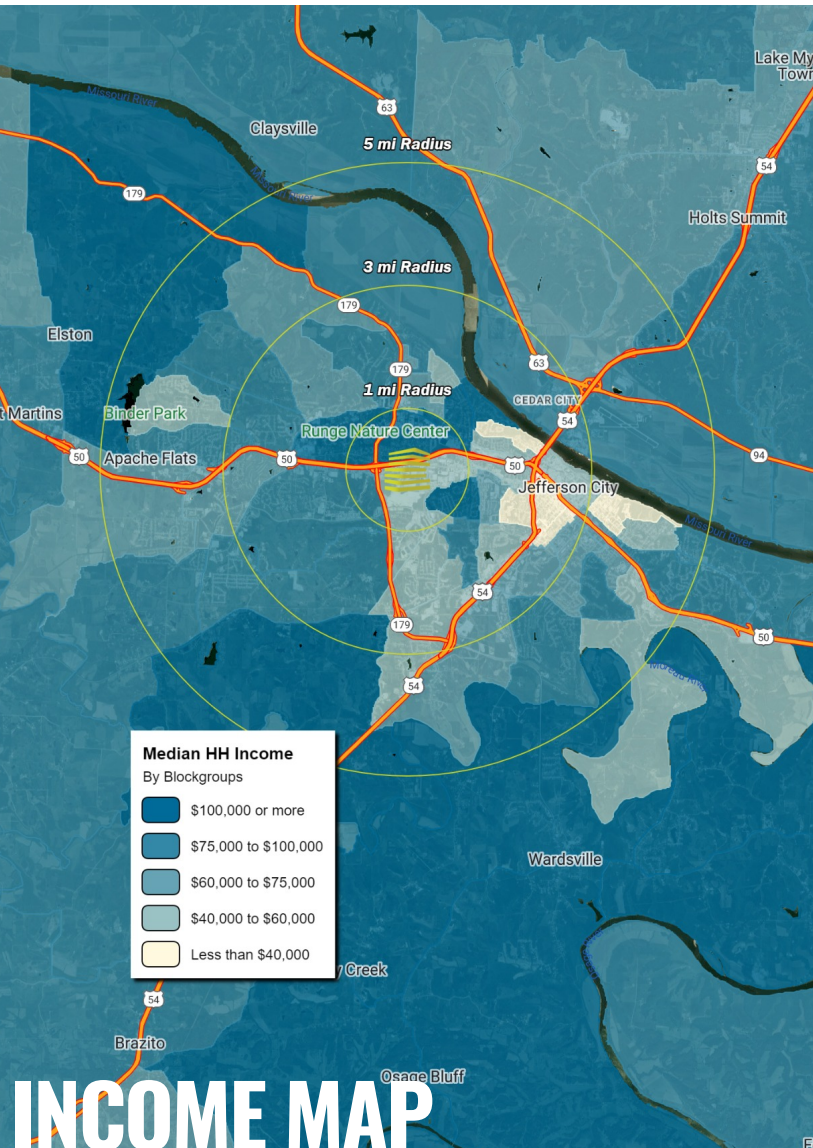 Lake My
Town
Missouri River
63
Claysville
5 mi Radius
54
179
Missouri River
Holts Summit
3 mi Radius
179
Elston
63
179
1 mi Radius
CEDAR CITY
t Martins
Binder Park
54
Runge Nature Center
50
Apache Flats
50
50
94
Jefferson City
Missouri River
54
179
50
Moreau River
54
Median HH Income
By Blockgroups
$100,000 or more
$75,000 to $100,000
$60,000 to $75,000
$40,000 to $60,000
Less than $40,000
Wardsville
y Creek
54
Brazito
Osage Bluff
INCOME MAP